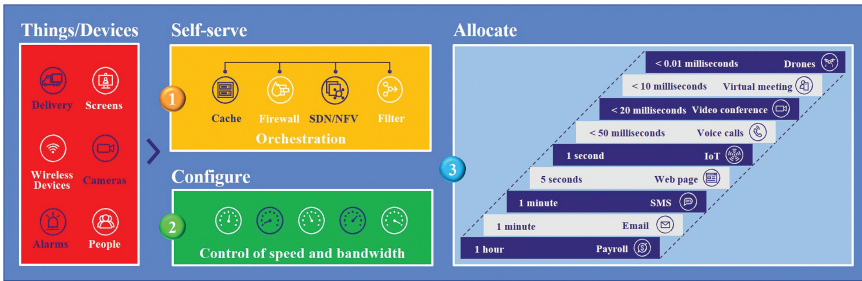 Things/Devices
Delivery
Screens
Wireless
Devices
Cameras
Alarms
People
Self-serve
1
Cache
Firewall
SDN/NFV
Filter
Orchestration
Configure
2
Control of speed and bandwidth
Allocate
3
< 0.01 milliseconds Drones
< 10 milliseconds Virtual meeting
< 20 milliseconds Video conference
< 50 milliseconds Voice calls
1 second IoT
5 seconds Web page
1 minute SMS
1 minute Email
1 hour Payroll